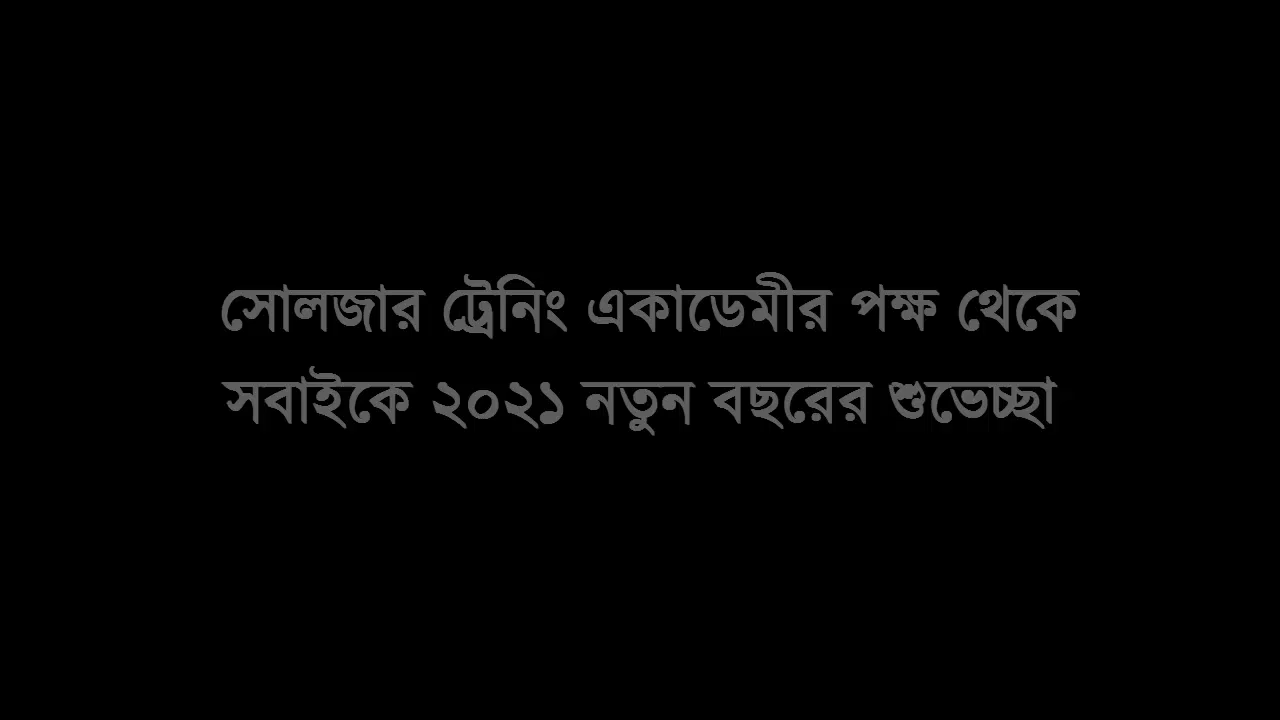 সোলজার ট্রেনিং একাডেমীর পক্ষ থেকে
সবাইকে ২০২১ নতুন বছরের শুভেচ্ছা